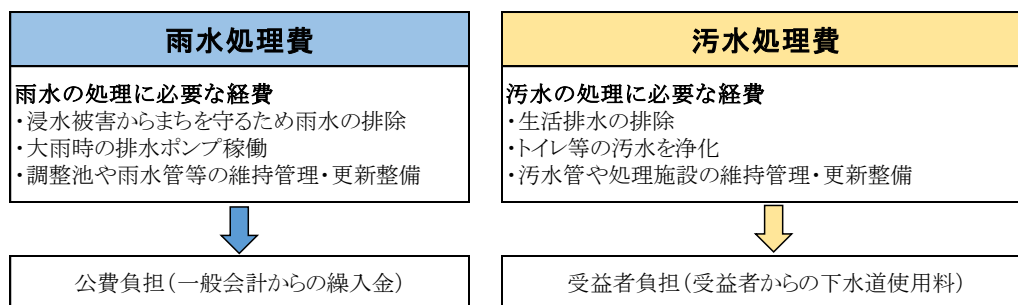 雨水処理費
雨水の処理に必要な経費
・浸水被害からまちを守るため雨水の排除
・大雨時の排水ポンプ稼働
・調整池や雨水管等の維持管理・更新整備
公費負担（一般会計からの繰入金）
汚水処理費
汚水の処理に必要な経費
・生活排水の排除
・トイレ等の汚水を浄化
・汚水管や処理施設の維持管理・更新整備
受益者負担（受益者からの下水道使用料）